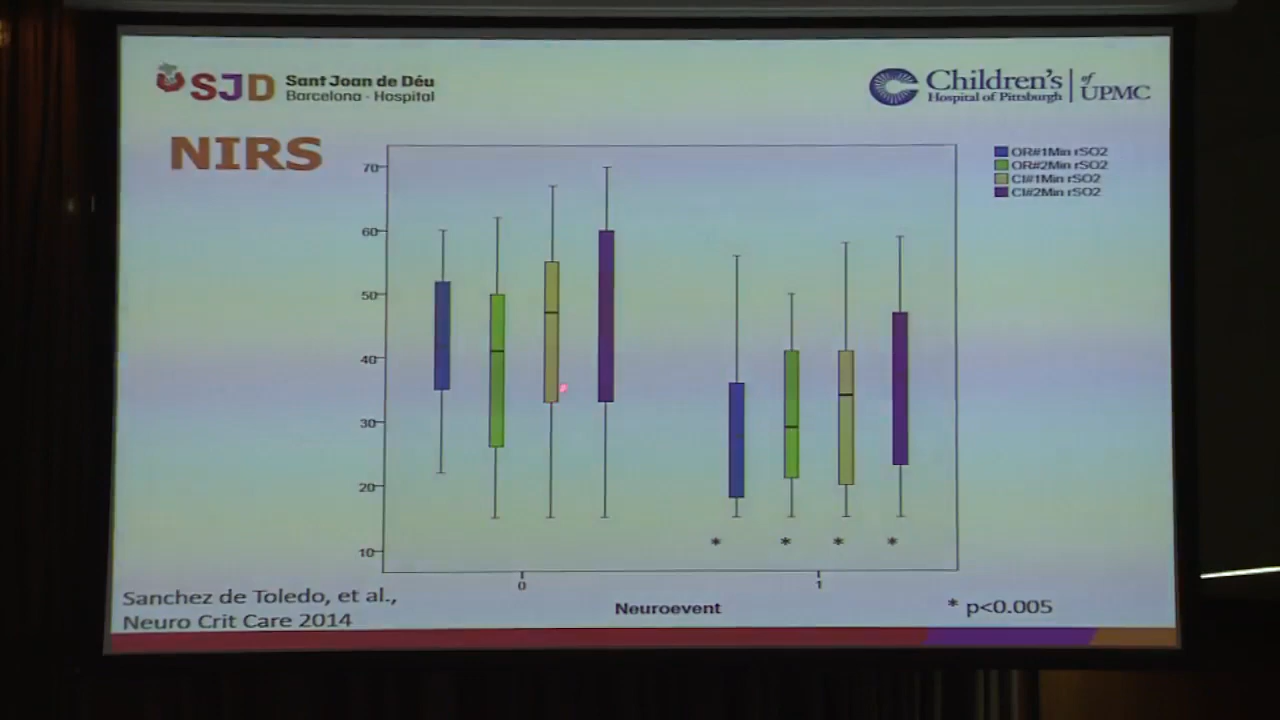 SJD Sant Joan de Déu
Barcelona · Hospital
Children's
Hospital of Pittsburgh
of
UPMC
NIRS
OR#1Min rSO2
OR#2Min rSO2
CI#1Min rSO2
CI#2Min rSO2
70
60
50
40
30
20
10
* * * *
0 1
Neuroevent
* p<0.005
Sanchez de Toledo, et al.,
Neuro Crit Care 2014